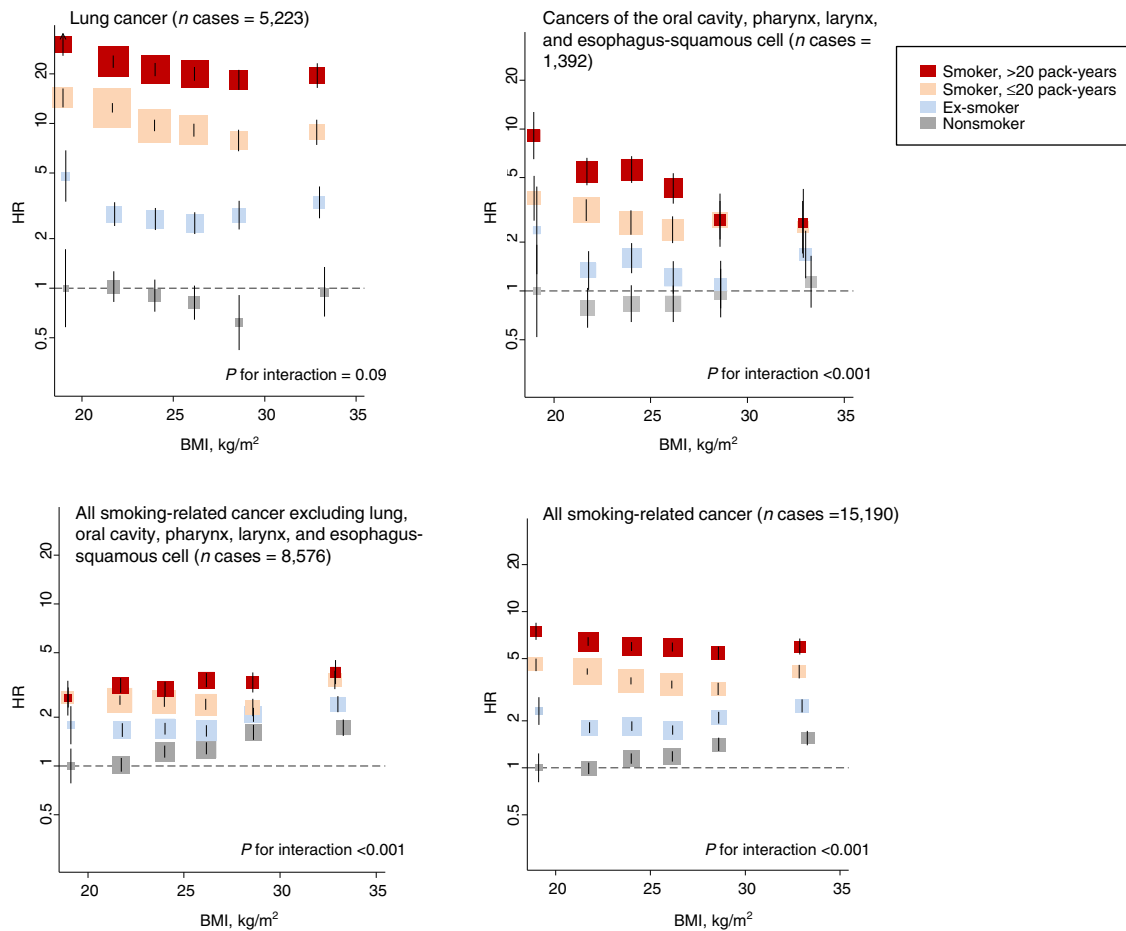 Lung cancer (n cases = 5,223)
20
10
5
2
1
0.5
HR
P for interaction = 0.09
20 25 30 35
BMI, kg/m²
Cancers of the oral cavity, pharynx, larynx,
and esophagus-squamous cell (n cases =
1,392)
20
10
5
2
1
0.5
HR
P for interaction <0.001
20 25 30 35
BMI, kg/m²
Smoker, >20 pack-years
Smoker, ≤20 pack-years
Ex-smoker
Nonsmoker
All smoking-related cancer excluding lung,
oral cavity, pharynx, larynx, and esophagus-
squamous cell (n cases = 8,576)
20
10
5
2
1
0.5
HR
P for interaction <0.001
20 25 30 35
BMI, kg/m²
All smoking-related cancer (n cases =15,190)
20
10
5
2
1
0.5
HR
P for interaction <0.001
20 25 30 35
BMI, kg/m²